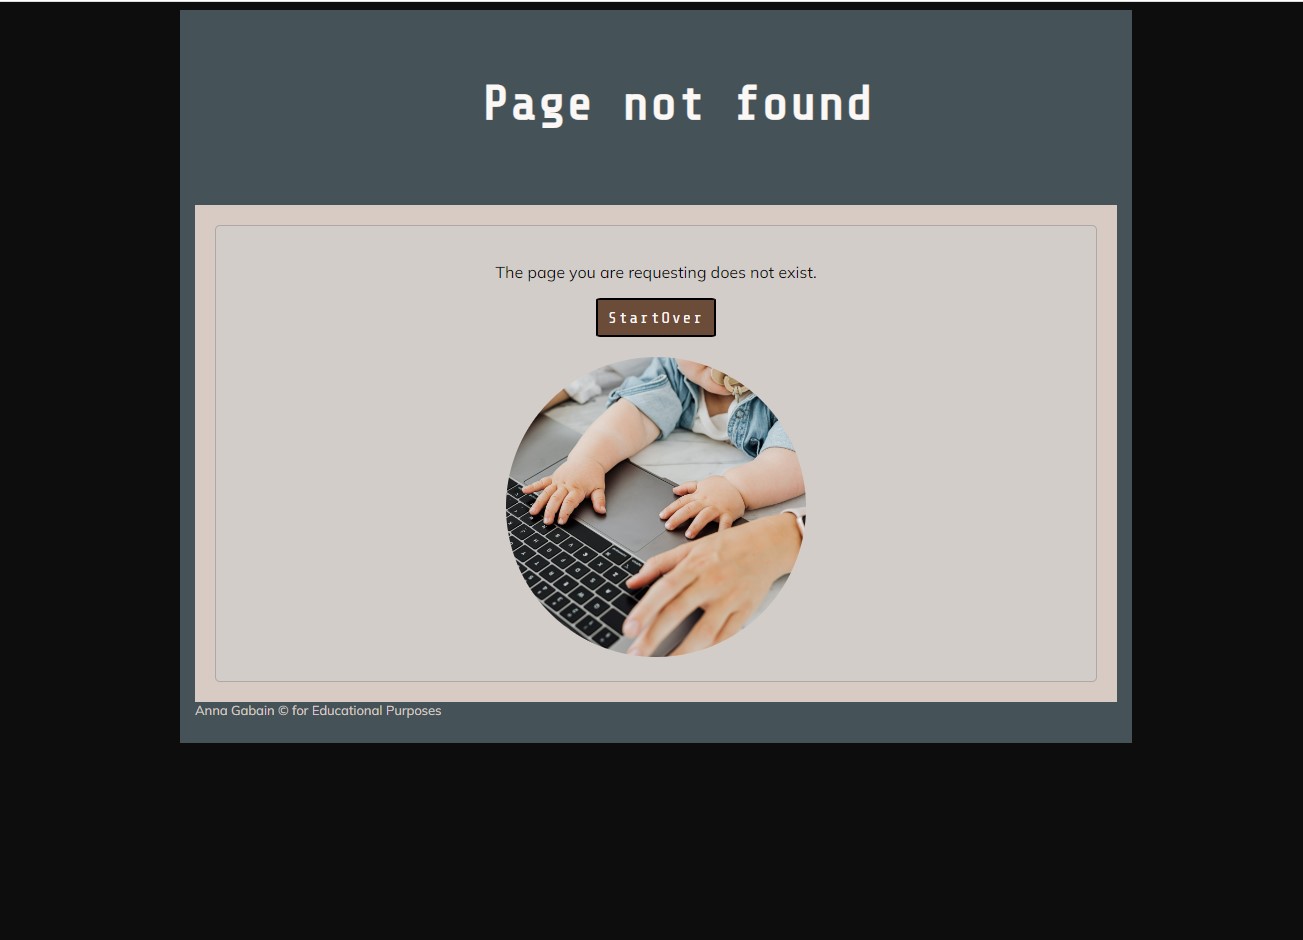 Page not found
The page you are requesting does not exist.
StartOver
Anna Gabain © for Educational Purposes